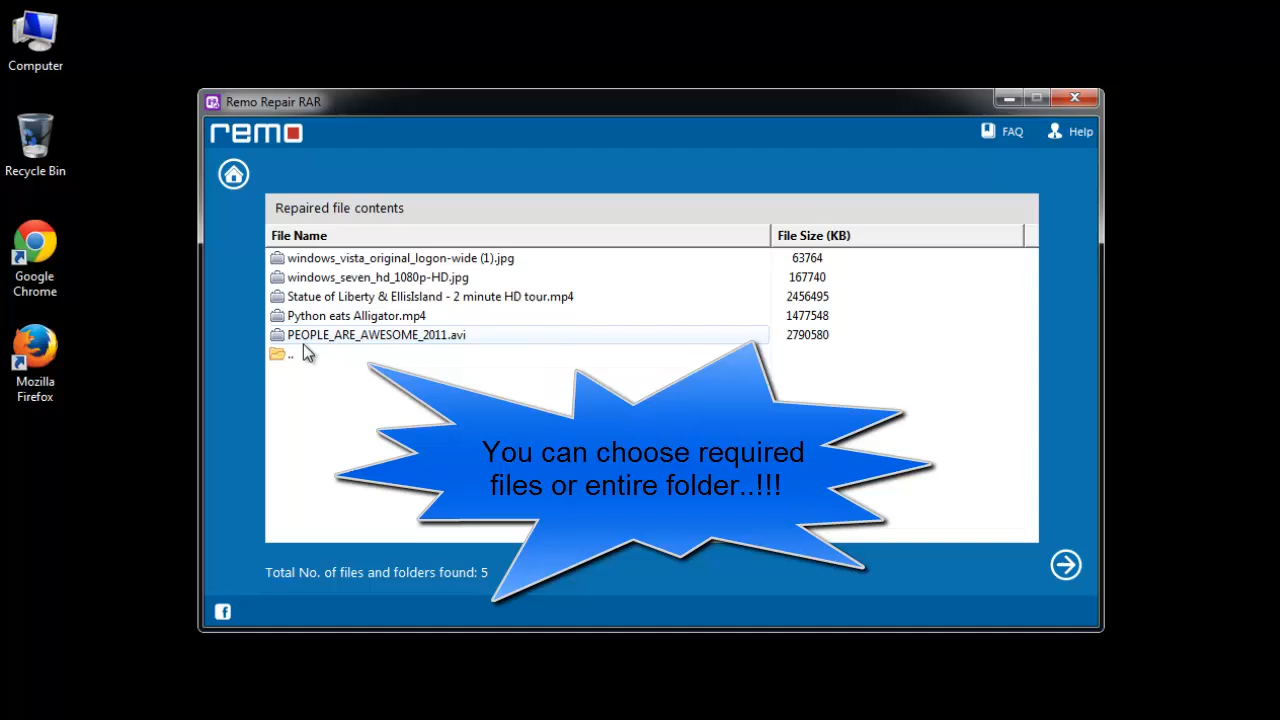 Computer
Recycle Bin
Google
Chrome
Mozilla
Firefox
Remo Repair RAR
remo
FAQ
Help
Repaired file contents
File Name
File Size (KB)
windows_vista_original_logon-wide (1).jpg
63764
windows_seven_hd_1080p-HD.jpg
167740
Statue of Liberty & EllisIsland - 2 minute HD tour.mp4
2456495
Python eats Alligator.mp4
1477548
PEOPLE_ARE_AWESOME_2011.avi
2790580
..
You can choose required
files or entire folder..!!!
Total No. of files and folders found: 5
f